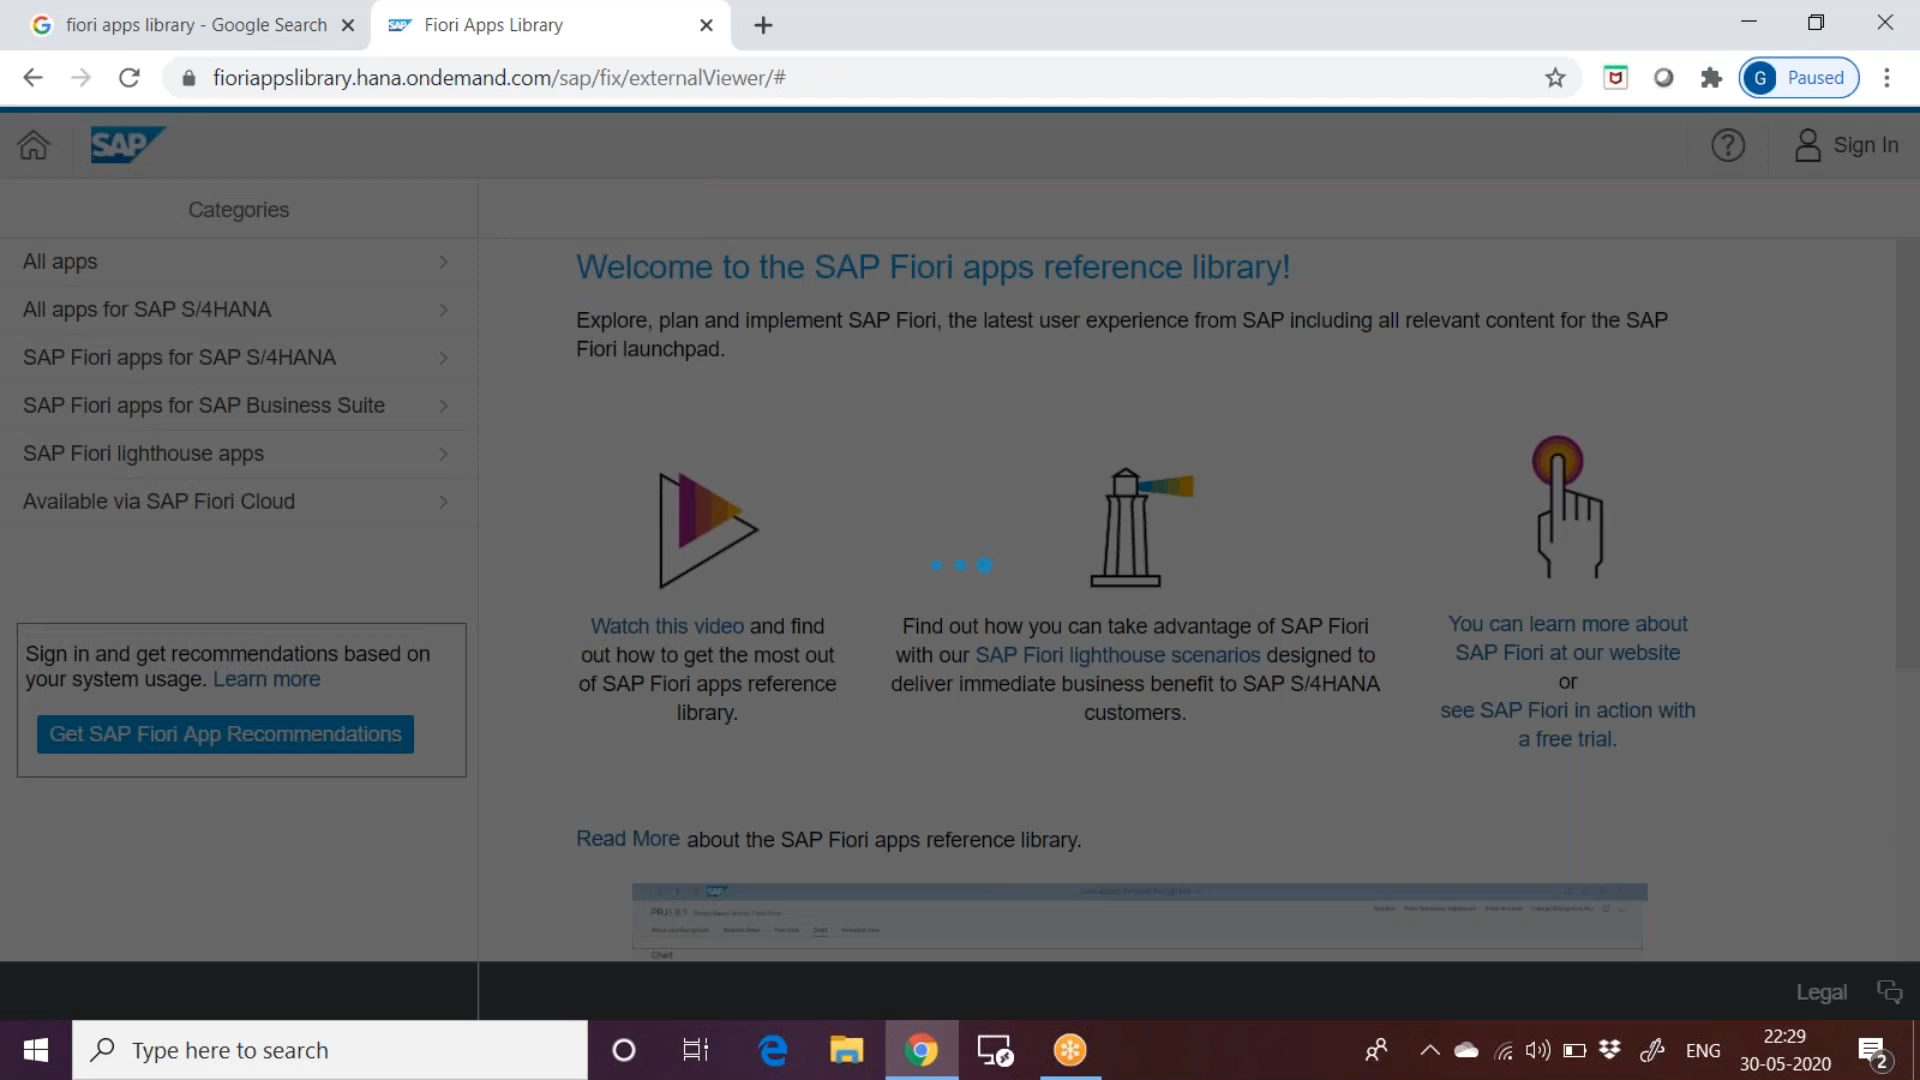 fiori apps library - Google Search
Fiori Apps Library
fioriappslibrary.hana.ondemand.com/sap/fix/externalViewer/#
G Paused
SAP
Sign In
Categories
All apps
All apps for SAP S/4HANA
SAP Fiori apps for SAP S/4HANA
SAP Fiori apps for SAP Business Suite
SAP Fiori lighthouse apps
Available via SAP Fiori Cloud
Sign in and get recommendations based on
your system usage. Learn more
Get SAP Fiori App Recommendations
Welcome to the SAP Fiori apps reference library!
Explore, plan and implement SAP Fiori, the latest user experience from SAP including all relevant content for the SAP
Fiori launchpad.
Watch this video and find
out how to get the most out
of SAP Fiori apps reference
library.
Find out how you can take advantage of SAP Fiori
with our SAP Fiori lighthouse scenarios designed to
deliver immediate business benefit to SAP S/4HANA
customers.
You can learn more about
SAP Fiori at our website
or
see SAP Fiori in action with
a free trial.
Read More about the SAP Fiori apps reference library.
SAP
Chart
Legal
Type here to search
ENG
22:29
30-05-2020
2